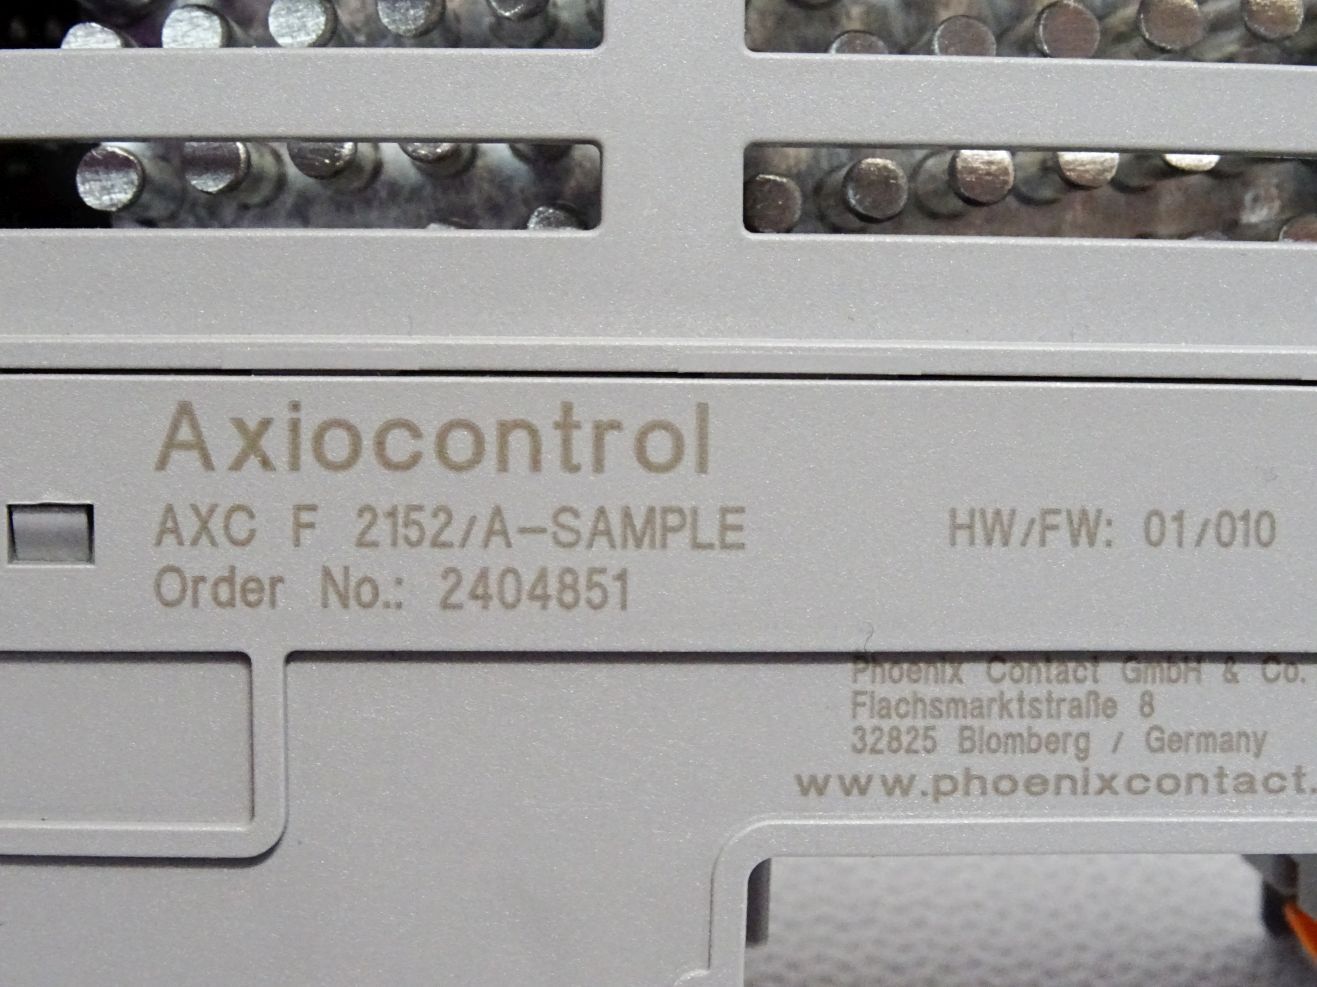 Axiocontrol
AXC F 2152/A-SAMPLE
HW/FW: 01/010
Order No.: 2404851
Phoenix Contact GmbH & Co.
Flachsmarktstraße 8
32825 Blomberg / Germany
www.phoenixcontact.